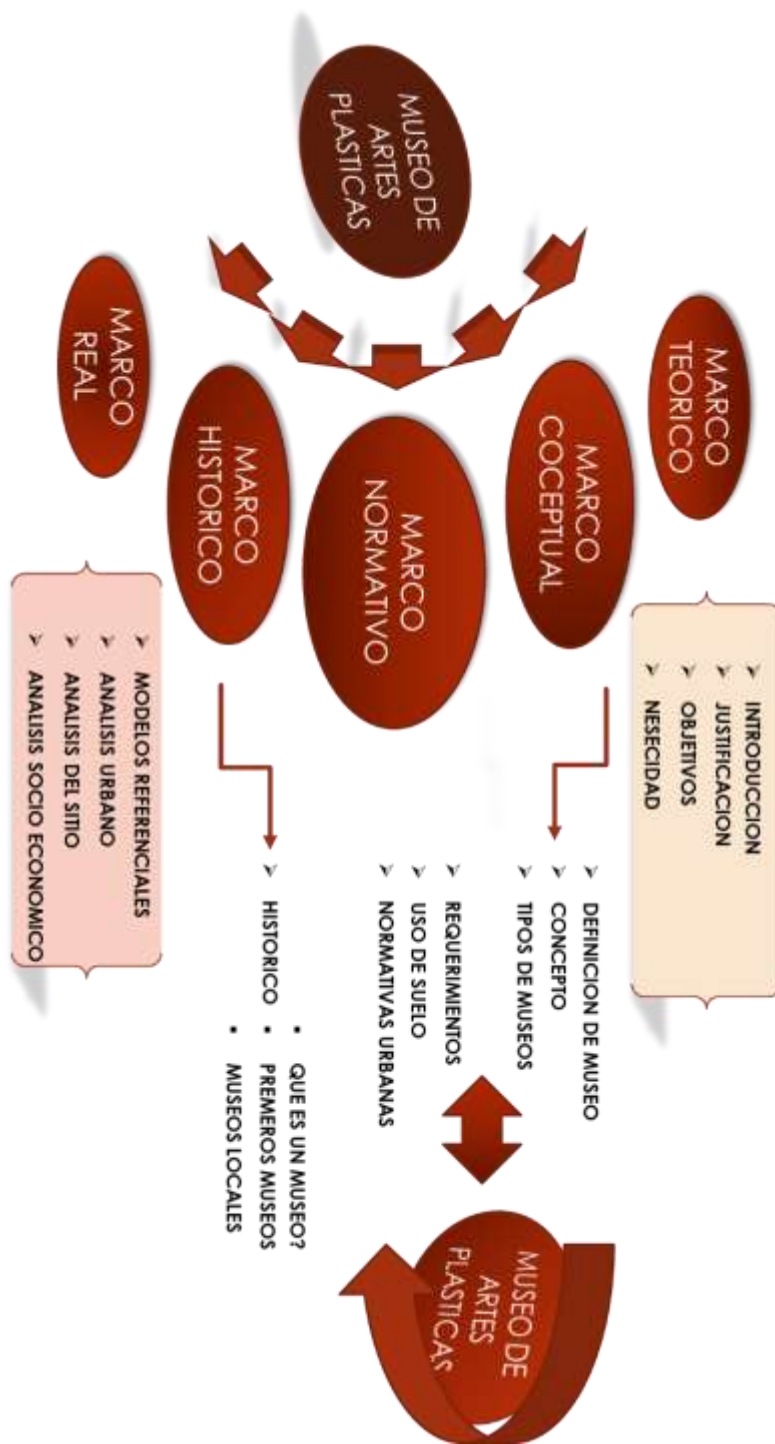 MUSEO DE
ARTES
PLASTICAS
MARCO
TEORICO
➢ INTRODUCCION
➢ JUSTIFICACION
➢ OBJETIVOS
➢ NESECIDAD
MARCO
COCEPTUAL
➢ DEFINICION DE MUSEO
➢ CONCEPTO
➢ TIPOS DE MUSEOS
MARCO
NORMATIVO
➢ REQUERIMIENTOS
➢ USO DE SUELO
➢ NORMATIVAS URBANAS
MARCO
HISTORICO
➢ HISTORICO
▪ QUE ES UN MUSEO?
▪ PREMEROS MUSEOS
▪ MUSEOS LOCALES
MARCO
REAL
➢ MODELOS REFERENCIALES
➢ ANALISIS URBANO
➢ ANALISIS DEL SITIO
➢ ANALISIS SOCIO ECONOMICO
MUSEO DE
ARTES
PLASTICAS